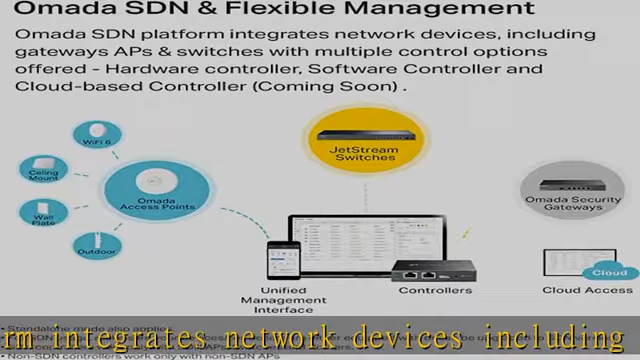 Omada SDN & Flexible Management
Omada SDN platform integrates network devices, including
gateways APs & switches with multiple control options
offered - Hardware controller, Software Controller and
Cloud-based Controller (Coming Soon) .
WiFi 6
Celing
Mount
Omada
Access Points
Wall
Plate
Outdoor
JetStream
Switches
Omada Security
Gateways
Unified
Management
Interface
Controllers
Cloud
Cloud Access
• Standalone mode also applies
rm integrates network devices including
• Non-SDN controllers work only with non-SDN APs